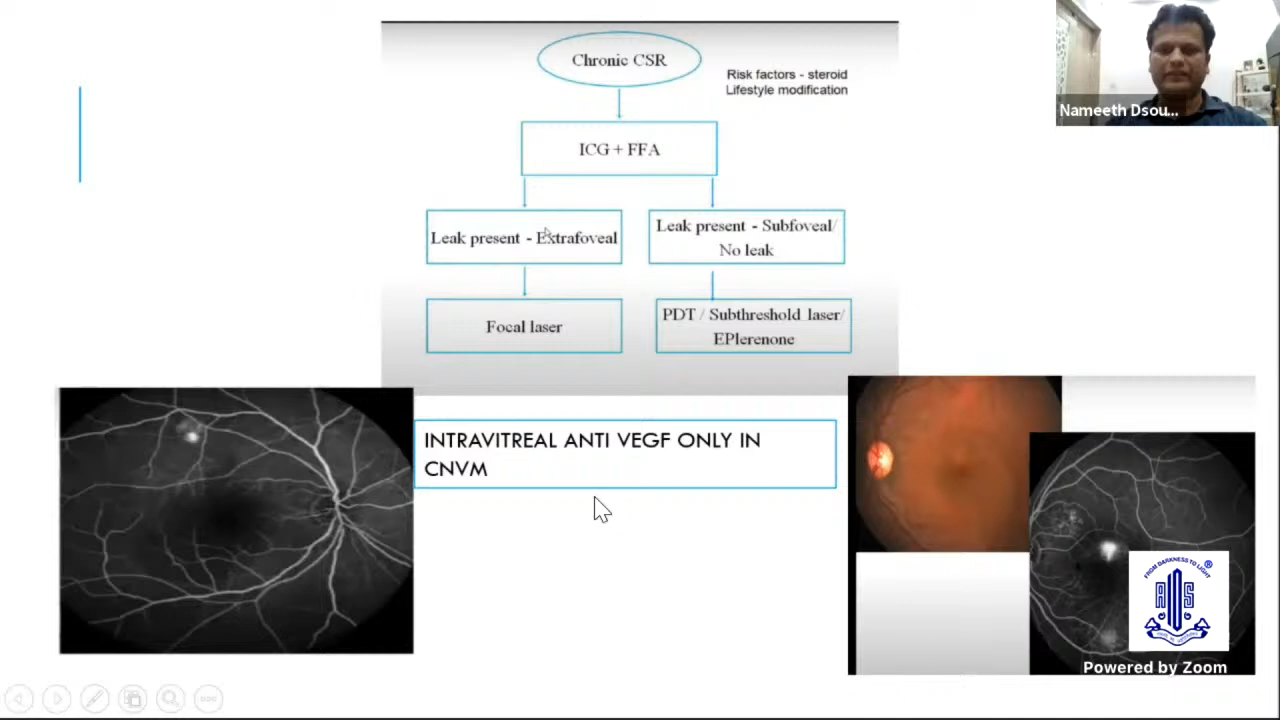 Chronic CSR
Risk factors - steroid
Lifestyle modification
Nameeth Dsou...
ICG + FFA
Leak present - Extrafoveal
Leak present - Subfoveal/
No leak
Focal laser
PDT / Subthreshold laser/
EPlerenone
INTRAVITREAL ANTI VEGF ONLY IN
CNVM
FROM DARKNESS TO LIGHT
®
Powered by Zoom